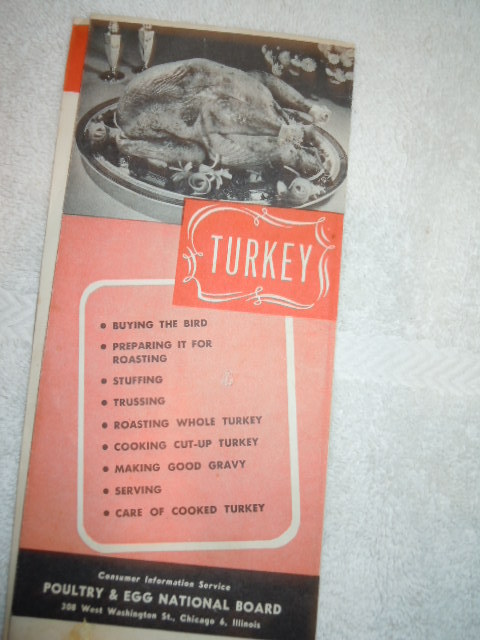 TURKEY
• BUYING THE BIRD
• PREPARING IT FOR
ROASTING
• STUFFING
• TRUSSING
• ROASTING WHOLE TURKEY
• COOKING CUT-UP TURKEY
• MAKING GOOD GRAVY
• SERVING
• CARE OF COOKED TURKEY
Consumer Information Service
POULTRY & EGG NATIONAL BOARD
308 West Washington St., Chicago 6, Illinois